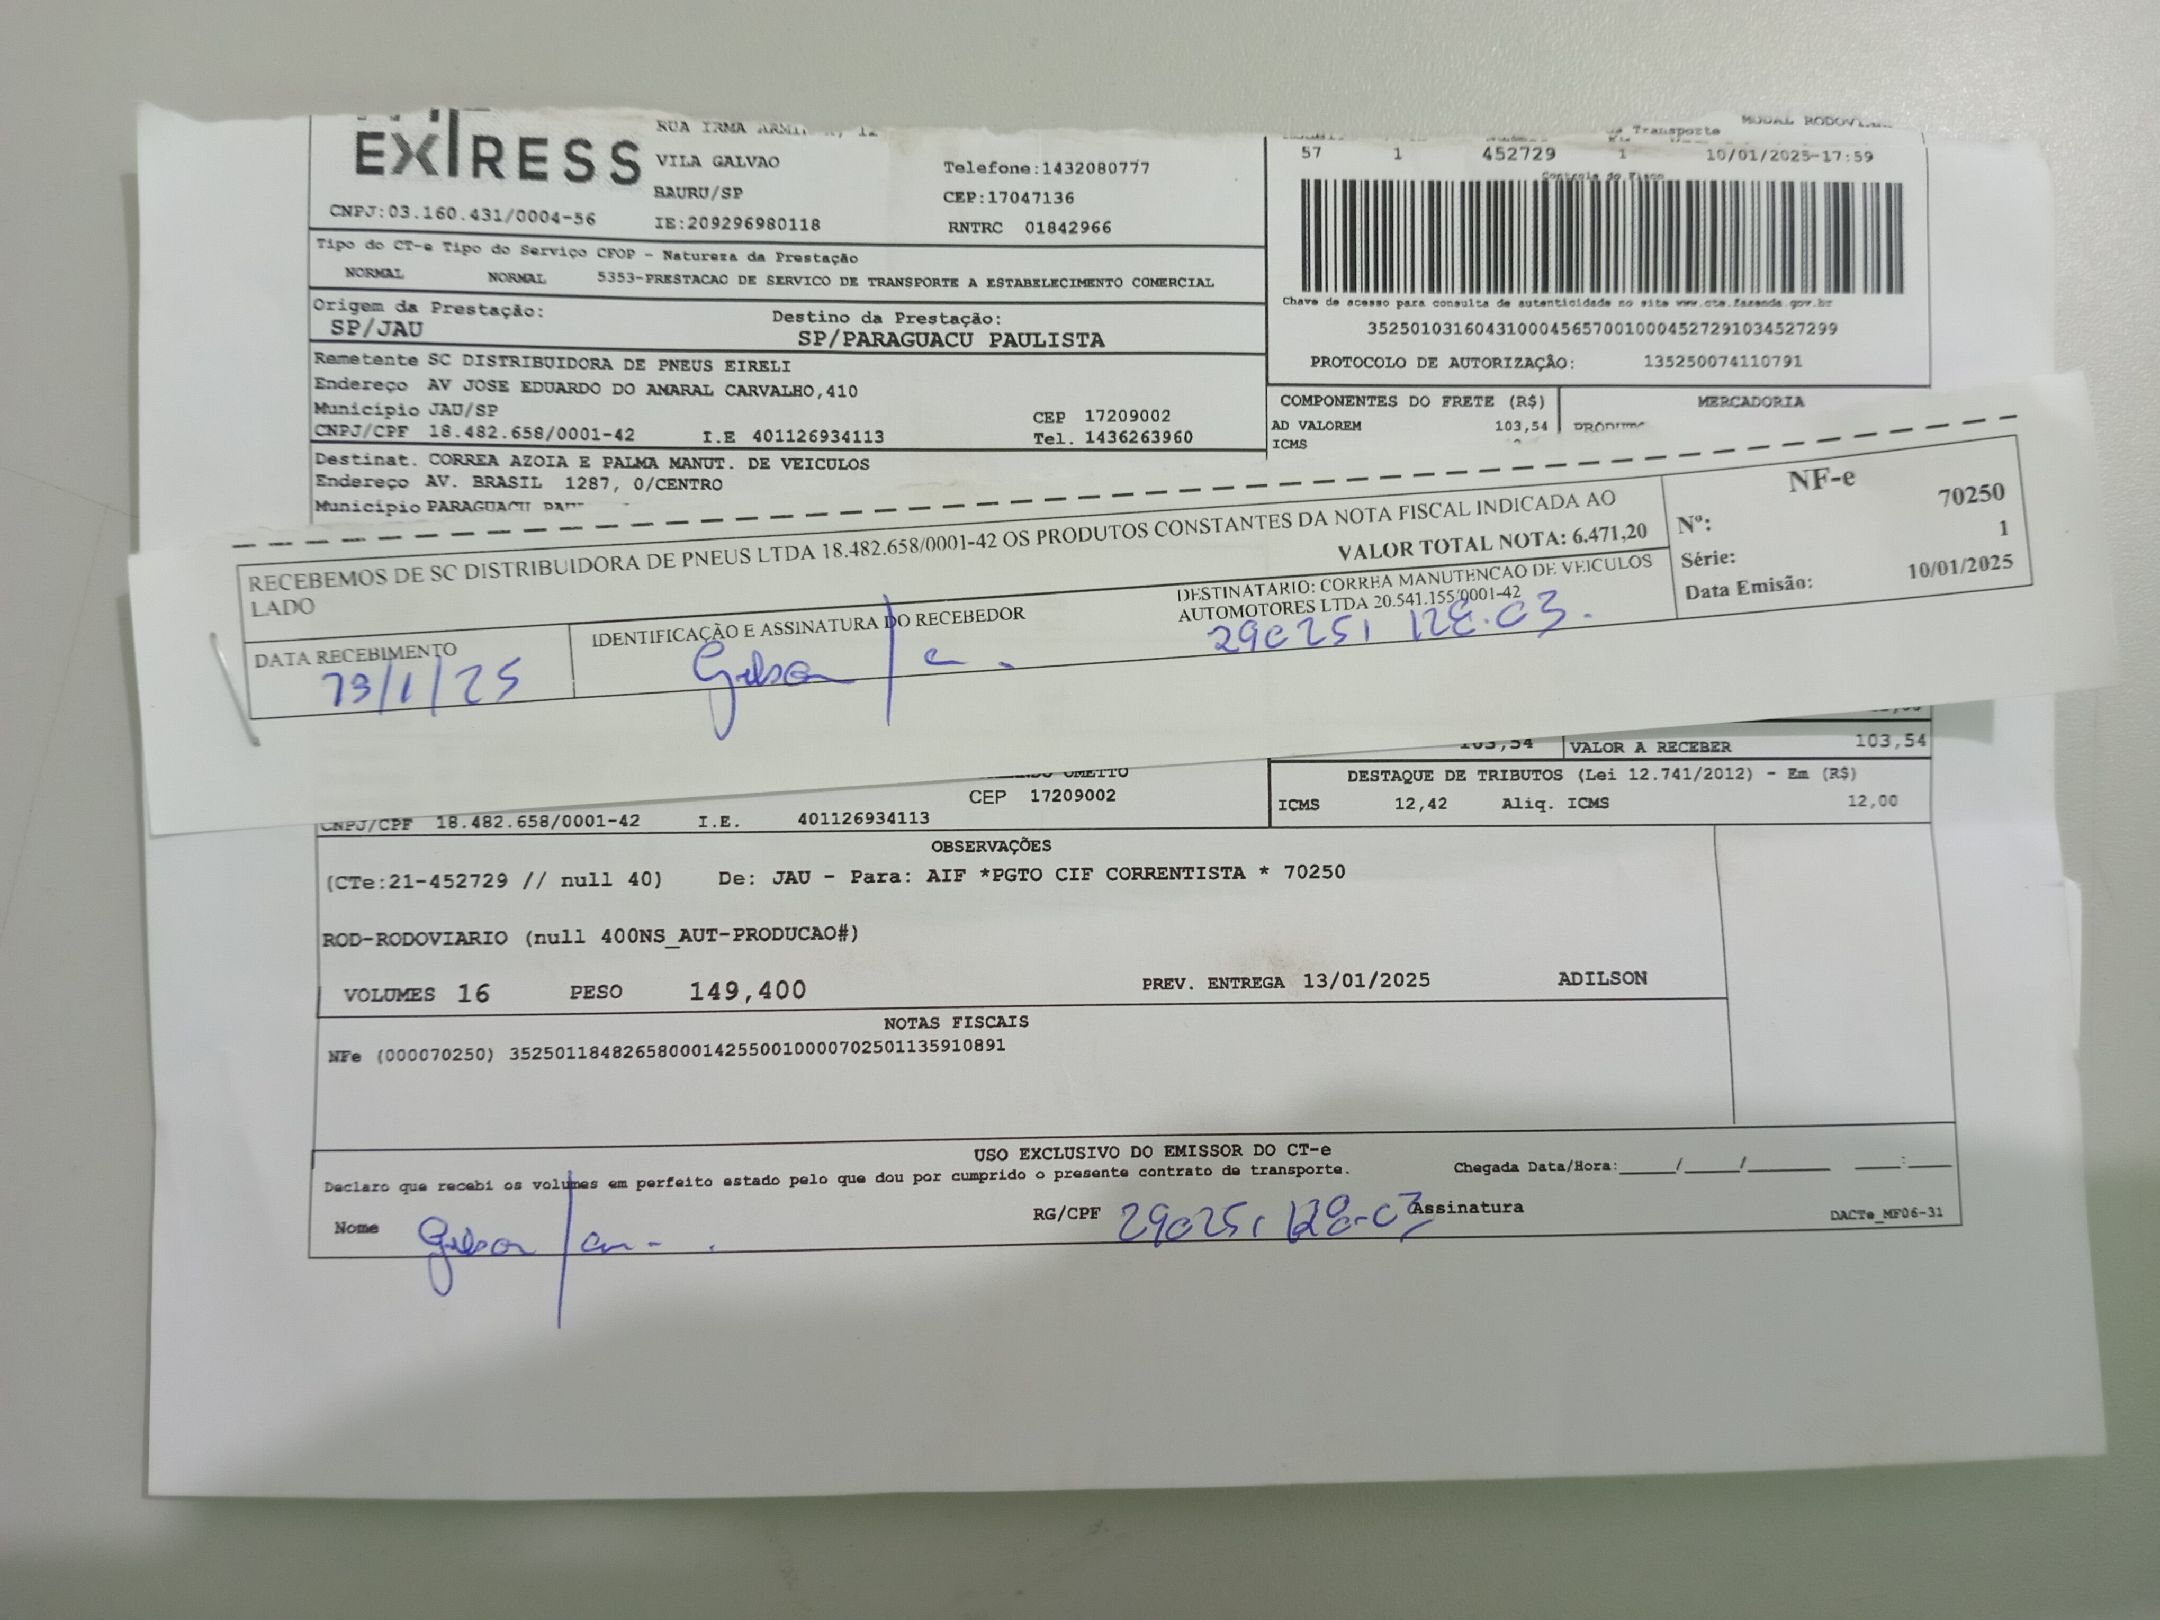 EXPRESS
VILA GALVAO
BAURU/SP
Telefone:1432080777
CEP:17047136
CNPJ:03.160.431/0004-56
IE:209296980118
RNTRC 01842966
Transporte
57 1 452729 1 10/01/2025-17:59
Controle do Fisco
Chave de acesso para consulta de autenticidade no site www.cte.fazenda.gov.br
35250103160431000456570010004527291034527299
PROTOCOLO DE AUTORIZAÇÃO: 135250074110791
Tipo do CT-e Tipo do Serviço CFOP - Natureza da Prestação
NORMAL NORMAL 5353-PRESTACAO DE SERVICO DE TRANSPORTE A ESTABELECIMENTO COMERCIAL
Origem da Prestação: Destino da Prestação:
SP/JAU SP/PARAGUACU PAULISTA
Remetente SC DISTRIBUIDORA DE PNEUS EIRELI
Endereço AV JOSE EDUARDO DO AMARAL CARVALHO,410
Município JAU/SP CEP 17209002
CNPJ/CPF 18.482.658/0001-42 I.E 401126934113 Tel. 1436263960
COMPONENTES DO FRETE (R$) MERCADORIA
AD VALOREM 103,54
ICMS
Destinat. CORREA AZOIA E PALMA MANUT. DE VEICULOS
Endereço AV. BRASIL 1287, 0/CENTRO
Município PARAGUACU
RECEBEMOS DE SC DISTRIBUIDORA DE PNEUS LTDA 18.482.658/0001-42 OS PRODUTOS CONSTANTES DA NOTA FISCAL INDICADA AO
LADO
VALOR TOTAL NOTA: 6.471,20
NF-e
Nº: 70250
Série: 1
Data Emissão: 10/01/2025
DATA RECEBIMENTO
13/1/25
IDENTIFICAÇÃO E ASSINATURA DO RECEBEDOR
Gilson
DESTINATARIO: CORREA MANUTENCAO DE VEICULOS
AUTOMOTORES LTDA 20.541.155/0001-42
103,54 VALOR A RECEBER 103,54
CEP 17209002
CNPJ/CPF 18.482.658/0001-42 I.E. 401126934113
DESTAQUE DE TRIBUTOS (Lei 12.741/2012) - Em (R$)
ICMS 12,42 Aliq. ICMS 12,00
OBSERVAÇÕES
(CTe:21-452729 // null 40) De: JAU - Para: AIF *PGTO CIF CORRENTISTA * 70250
ROD-RODOVIARIO (null 400NS_AUT-PRODUCAO#)
VOLUMES 16 PESO 149,400 PREV. ENTREGA 13/01/2025 ADILSON
NOTAS FISCAIS
NFe (000070250) 35250118482658000142550010000702501135910891
USO EXCLUSIVO DO EMISSOR DO CT-e
Declaro que recebi os volumes em perfeito estado pelo que dou por cumprido o presente contrato de transporte. Chegada Data/Hora:_____/_____/________ ____:____
Nome Gilson RG/CPF Assinatura
DACTe_MF06-31